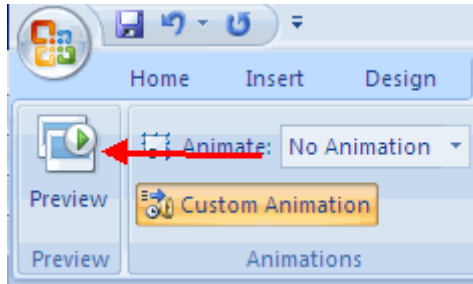 Home Insert Design
Animate: No Animation
Preview Custom Animation
Preview Animations